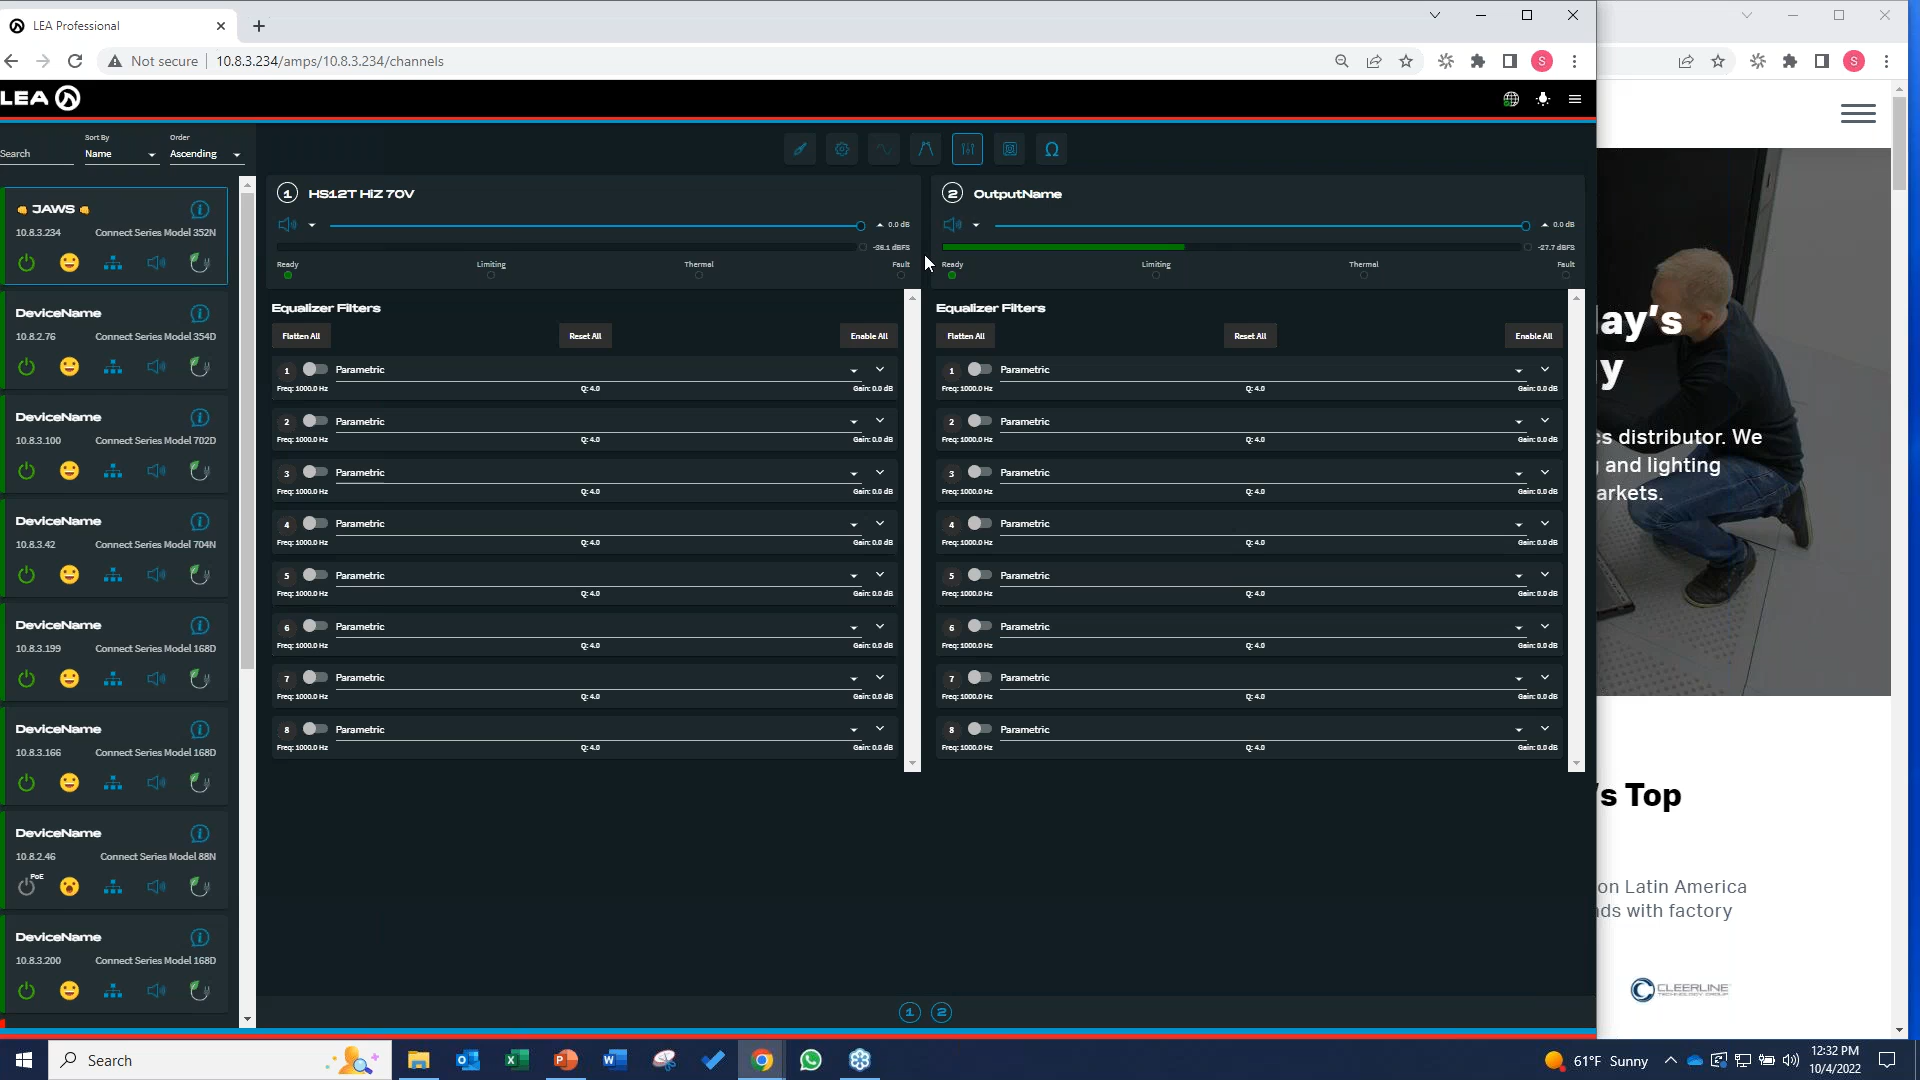 LEA Professional
Not secure
10.8.3.234/amps/10.8.3.234/channels
S
S
LEA
Search
Sort By
Name
Order
Ascending
JAWS
10.8.3.234
Connect Series Model 352N
DeviceName
10.8.2.76
Connect Series Model 354D
DeviceName
10.8.3.100
Connect Series Model 702D
DeviceName
10.8.3.42
Connect Series Model 704N
DeviceName
10.8.3.199
Connect Series Model 168D
DeviceName
10.8.3.166
Connect Series Model 168D
DeviceName
10.8.2.46
Connect Series Model 88N
PoE
DeviceName
10.8.3.200
Connect Series Model 168D
1 HS12T HiZ 70V
0.0 dB
-36.1 dBFS
Ready Limiting Thermal Fault
Equalizer Filters
Flatten All Reset All Enable All
1 Parametric
Freq: 1000.0 Hz Q: 4.0 Gain: 0.0 dB
2 Parametric
Freq: 1000.0 Hz Q: 4.0 Gain: 0.0 dB
3 Parametric
Freq: 1000.0 Hz Q: 4.0 Gain: 0.0 dB
4 Parametric
Freq: 1000.0 Hz Q: 4.0 Gain: 0.0 dB
5 Parametric
Freq: 1000.0 Hz Q: 4.0 Gain: 0.0 dB
6 Parametric
Freq: 1000.0 Hz Q: 4.0 Gain: 0.0 dB
7 Parametric
Freq: 1000.0 Hz Q: 4.0 Gain: 0.0 dB
8 Parametric
Freq: 1000.0 Hz Q: 4.0 Gain: 0.0 dB
2 OutputName
0.0 dB
-27.7 dBFS
Ready Limiting Thermal Fault
Equalizer Filters
Flatten All Reset All Enable All
1 Parametric
Freq: 1000.0 Hz Q: 4.0 Gain: 0.0 dB
2 Parametric
Freq: 1000.0 Hz Q: 4.0 Gain: 0.0 dB
3 Parametric
Freq: 1000.0 Hz Q: 4.0 Gain: 0.0 dB
4 Parametric
Freq: 1000.0 Hz Q: 4.0 Gain: 0.0 dB
5 Parametric
Freq: 1000.0 Hz Q: 4.0 Gain: 0.0 dB
6 Parametric
Freq: 1000.0 Hz Q: 4.0 Gain: 0.0 dB
7 Parametric
Freq: 1000.0 Hz Q: 4.0 Gain: 0.0 dB
8 Parametric
Freq: 1000.0 Hz Q: 4.0 Gain: 0.0 dB
1 2
ay's
y
cs distributor. We
and lighting
arkets.
's Top
on Latin America
nds with factory
CLEERLINE
TECHNOLOGY GROUP
Search
61°F Sunny
12:32 PM
10/4/2022